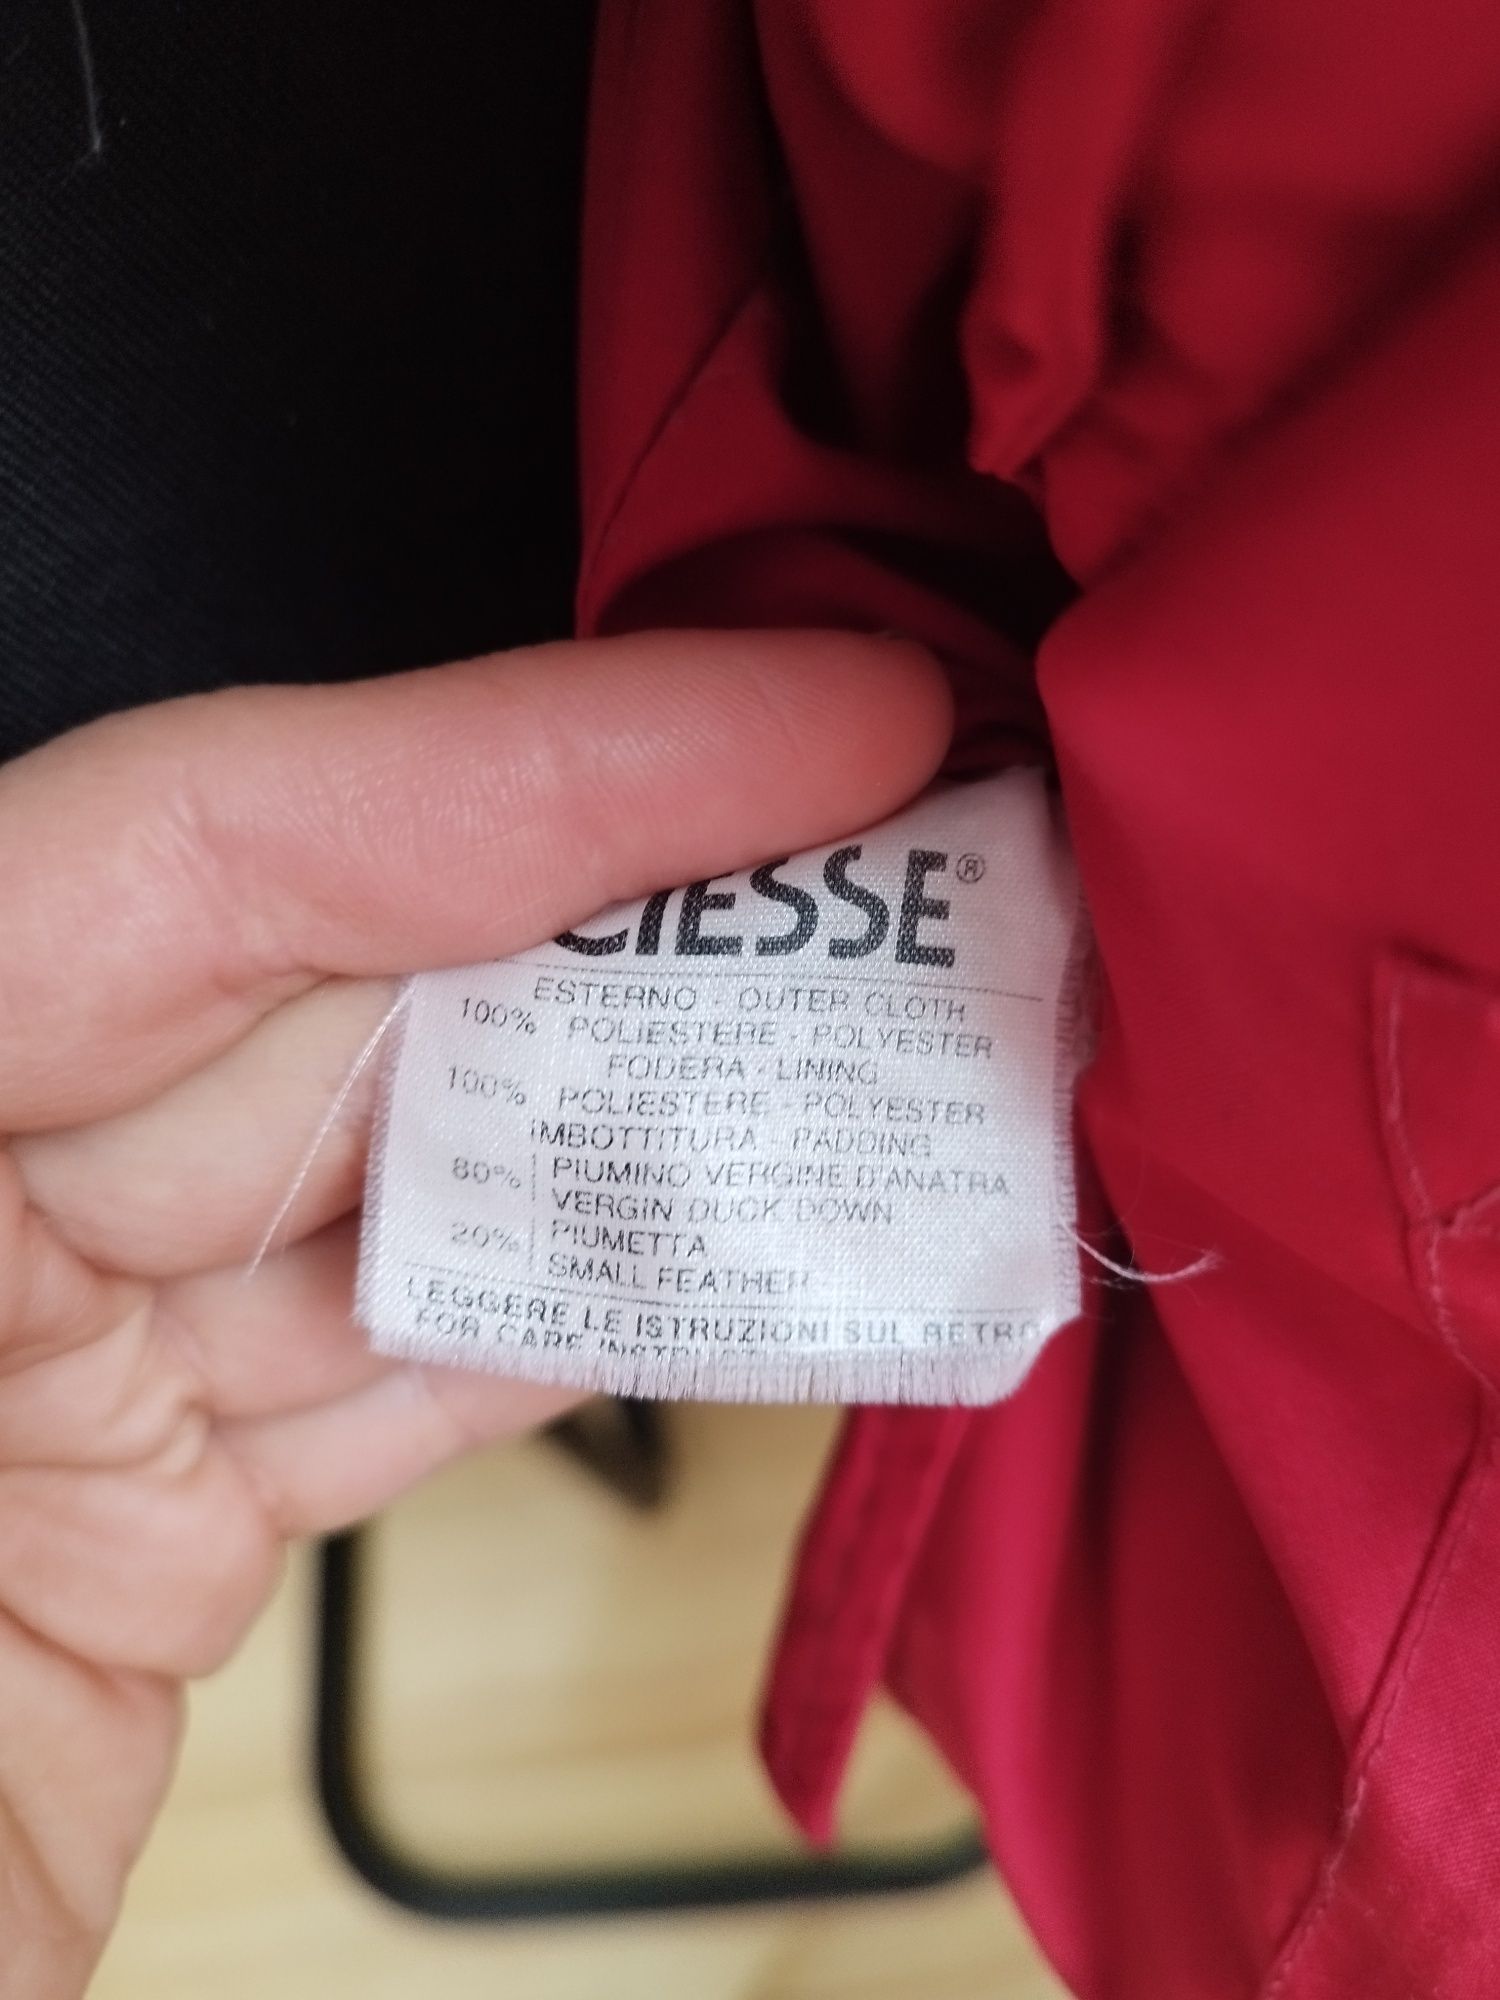 CIESSE®
ESTERNO - OUTER CLOTH
100% POLIESTERE - POLYESTER
FODERA - LINING
100% POLIESTERE - POLYESTER
IMBOTTITURA - PADDING
80% PIUMINO VERGINE D'ANATRA
VERGIN DUCK DOWN
20% PIUMETTA
SMALL FEATHER
LEGGERE LE ISTRUZIONI SUL RETRO
FOR CARE